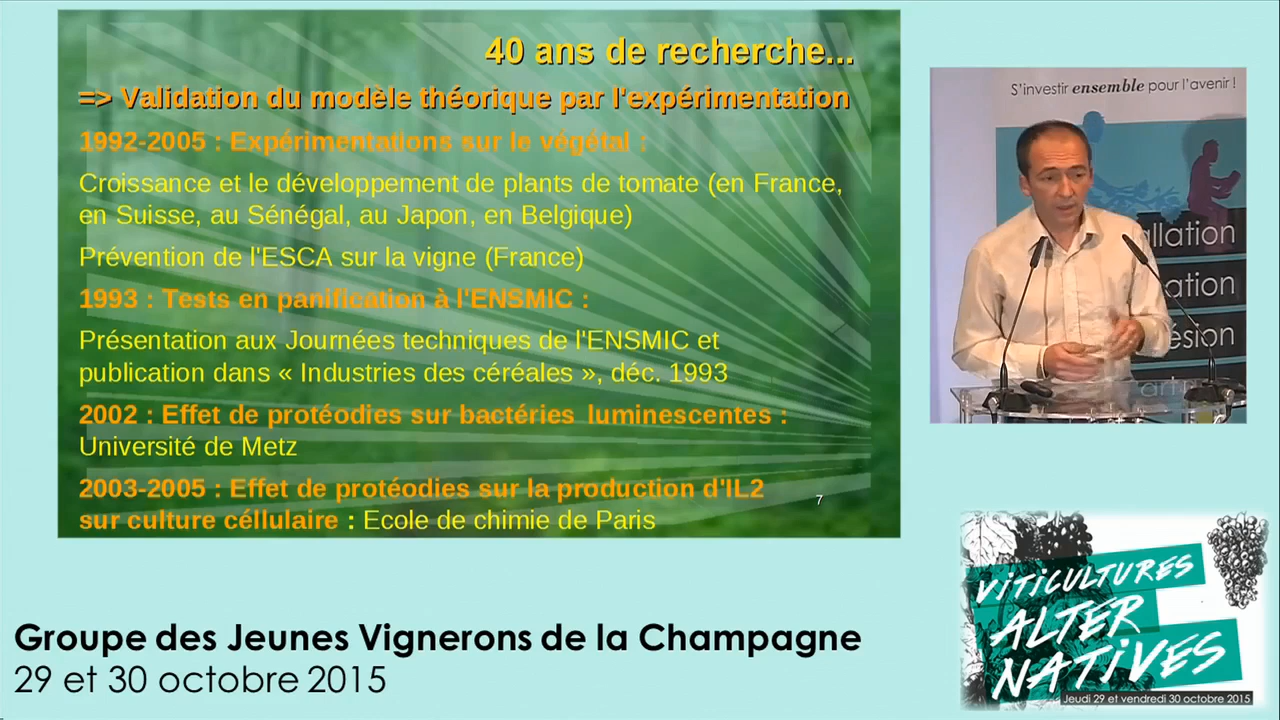 40 ans de recherche...
=> Validation du modèle théorique par l'expérimentation
1992-2005 : Expérimentations sur le végétal :
Croissance et le développement de plants de tomate (en France,
en Suisse, au Sénégal, au Japon, en Belgique)
Prévention de l'ESCA sur la vigne (France)
1993 : Tests en panification à l'ENSMIC :
Présentation aux Journées techniques de l'ENSMIC et
publication dans « Industries des céréales », déc. 1993
2002 : Effet de protéodies sur bactéries luminescentes :
Université de Metz
2003-2005 : Effet de protéodies sur la production d'IL2
sur culture céllulaire : Ecole de chimie de Paris
7
S'investir ensemble pour l'avenir !
allation
ation
ésion
VITICULTURES
ALTER
NATIVES
Jeudi 29 et vendredi 30 octobre 2015
Groupe des Jeunes Vignerons de la Champagne
29 et 30 octobre 2015